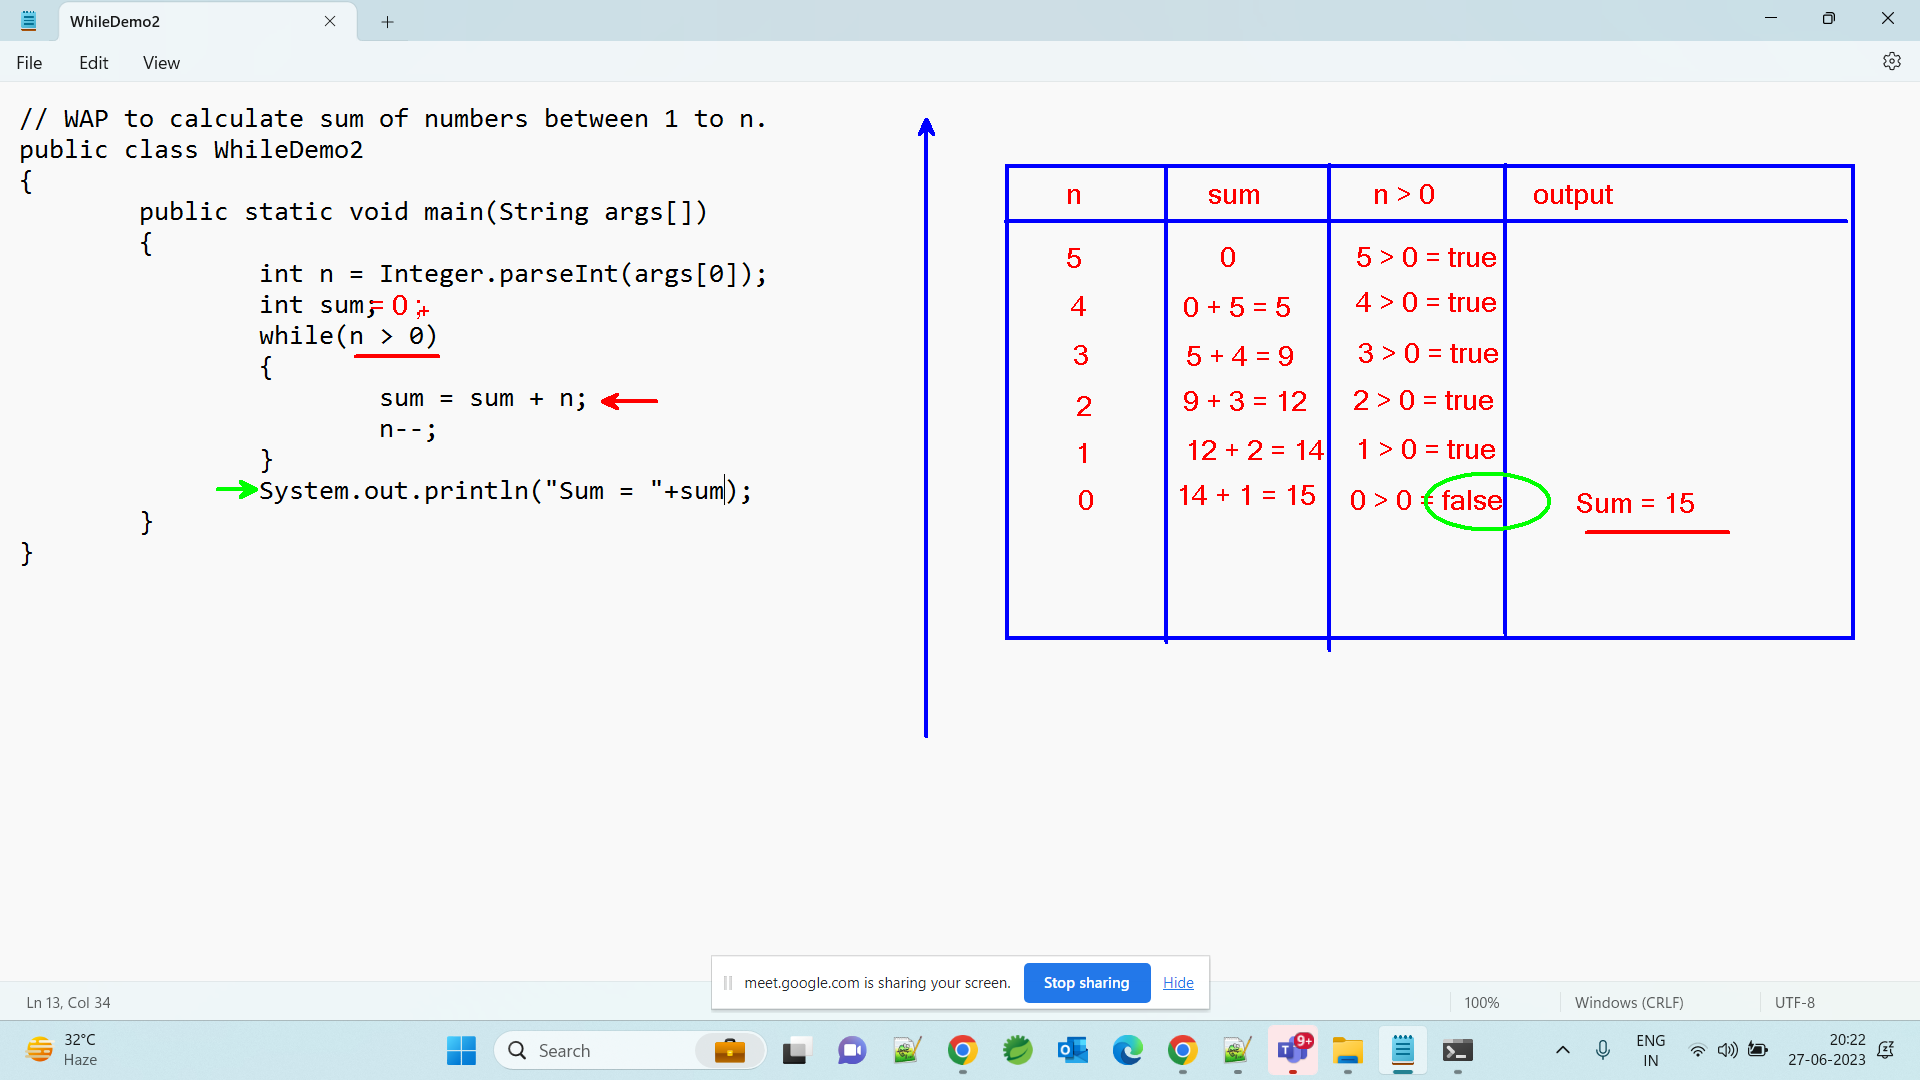 WhileDemo2
File Edit View
// WAP to calculate sum of numbers between 1 to n.
public class WhileDemo2
{
public static void main(String args[])
{
int n = Integer.parseInt(args[0]);
int sum; = 0 ;
while(n > 0)
{
sum = sum + n;
n--;
}
System.out.println("Sum = "+sum);
}
}
n sum n > 0 output
5 0 5 > 0 = true
4 0 + 5 = 5 4 > 0 = true
3 5 + 4 = 9 3 > 0 = true
2 9 + 3 = 12 2 > 0 = true
1 12 + 2 = 14 1 > 0 = true
0 14 + 1 = 15 0 > 0 = false Sum = 15
meet.google.com is sharing your screen. Stop sharing Hide
Ln 13, Col 34 100% Windows (CRLF) UTF-8
32°C
Haze
Search
9+
ENG
IN
20:22
27-06-2023